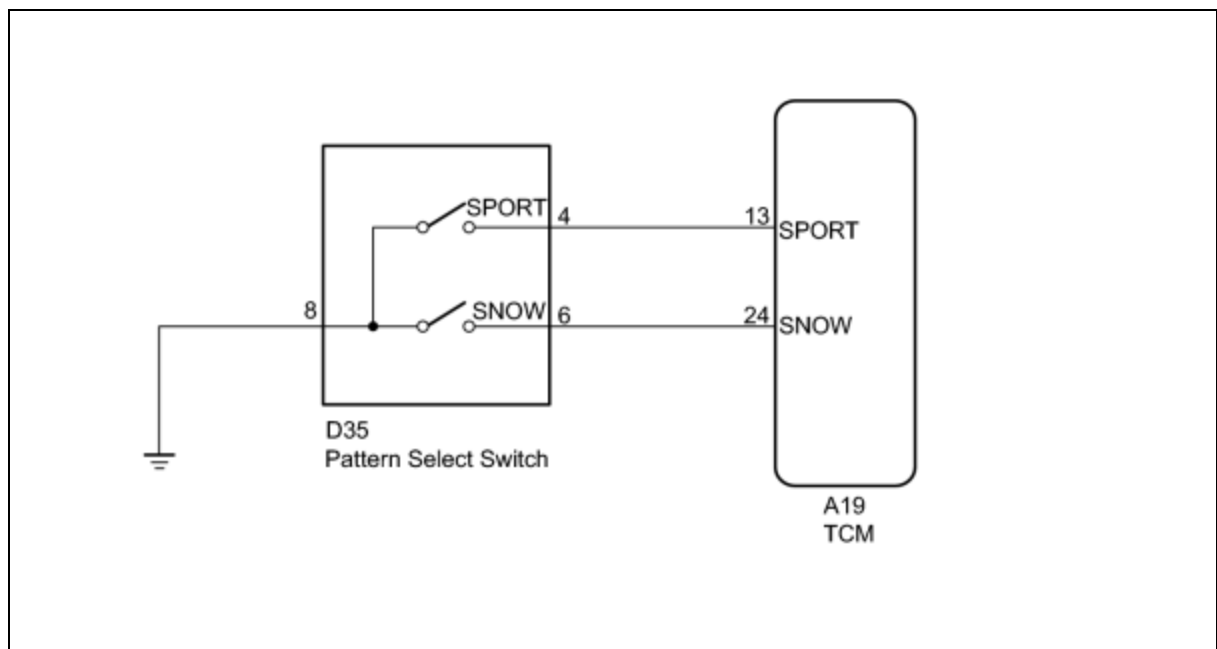 SPORT
4
13
SPORT
8
SNOW
6
24
SNOW
D35
Pattern Select Switch
A19
TCM